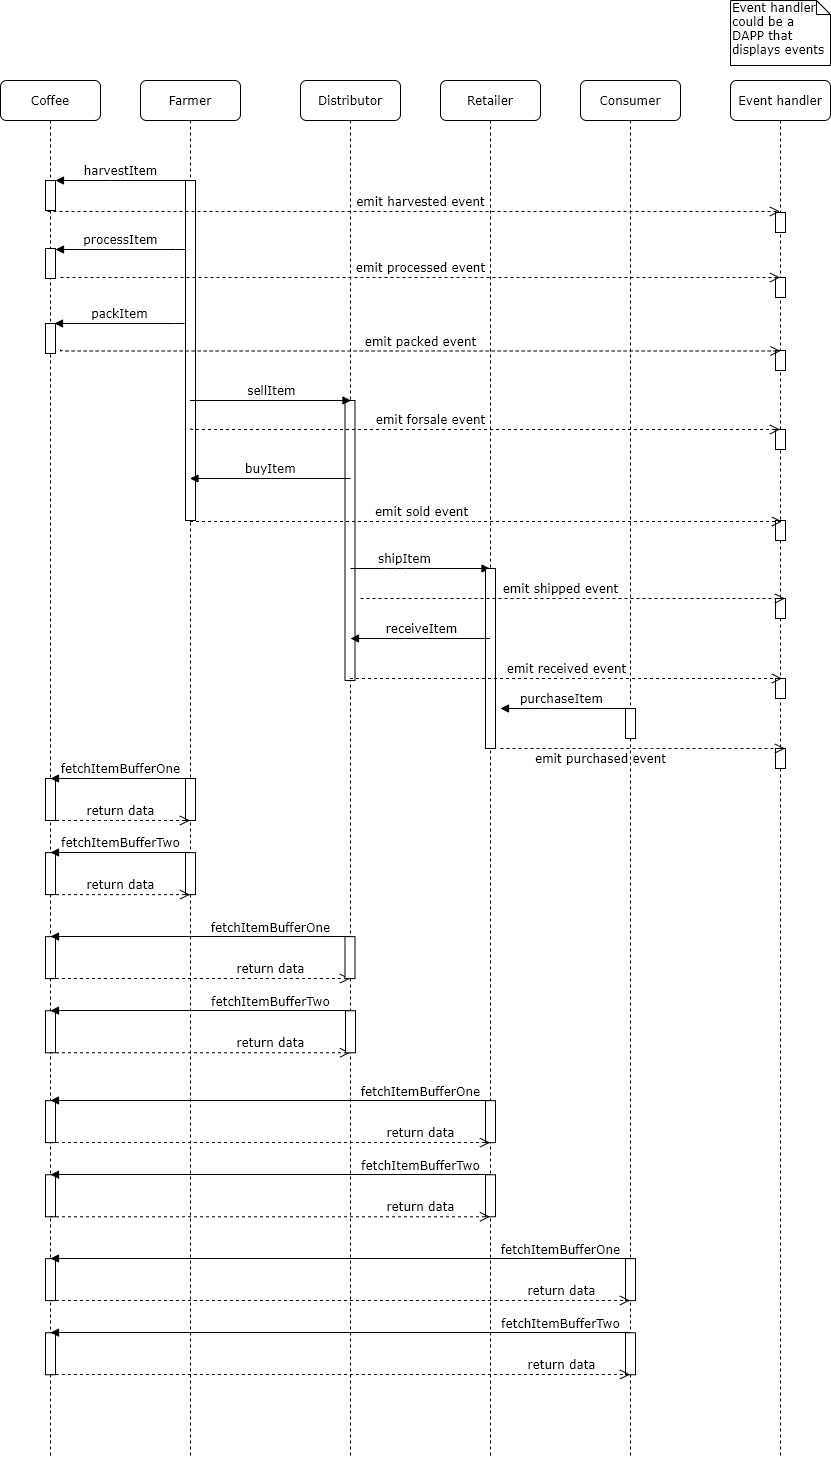 Event handler
could be a
DAPP that
displays events
Coffee
Farmer
Distributor
Retailer
Consumer
Event handler
harvestItem
emit harvested event
processItem
emit processed event
packItem
emit packed event
sellItem
emit forsale event
buyItem
emit sold event
shipItem
emit shipped event
receiveItem
emit received event
purchaseItem
emit purchased event
fetchItemBufferOne
return data
fetchItemBufferTwo
return data
fetchItemBufferOne
return data
fetchItemBufferTwo
return data
fetchItemBufferOne
return data
fetchItemBufferTwo
return data
fetchItemBufferOne
return data
fetchItemBufferTwo
return data